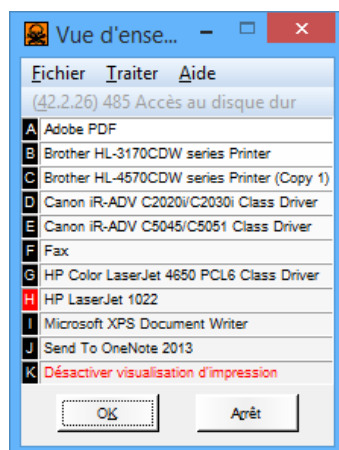 Vue d'ense...
Fichier Traiter Aide
(42.2.26) 485 Accès au disque dur
A Adobe PDF
B Brother HL-3170CDW series Printer
C Brother HL-4570CDW series Printer (Copy 1)
D Canon iR-ADV C2020i/C2030i Class Driver
E Canon iR-ADV C5045/C5051 Class Driver
F Fax
G HP Color LaserJet 4650 PCL6 Class Driver
H HP LaserJet 1022
I Microsoft XPS Document Writer
J Send To OneNote 2013
K Désactiver visualisation d'impression
OK Arrêt